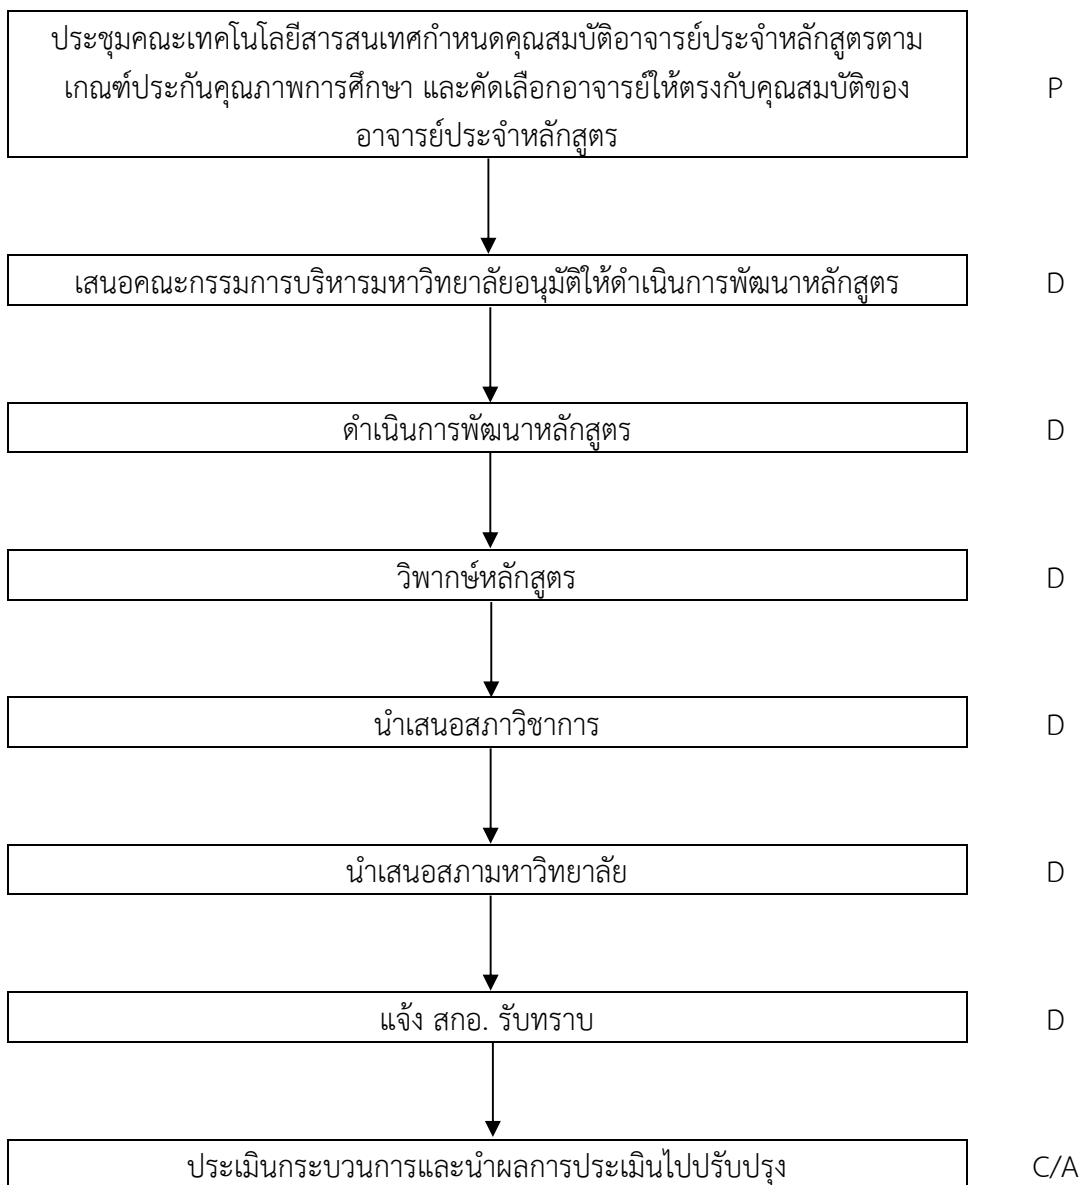 ประชุมคณะเทคโนโลยีสารสนเทศกำหนดคุณสมบัติอาจารย์ประจำหลักสูตรตาม
เกณฑ์ประกันคุณภาพการศึกษา และคัดเลือกอาจารย์ให้ตรงกับคุณสมบัติของ
อาจารย์ประจำหลักสูตร
P
เสนอคณะกรรมการบริหารมหาวิทยาลัยอนุมัติให้ดำเนินการพัฒนาหลักสูตร
D
ดำเนินการพัฒนาหลักสูตร
D
วิพากษ์หลักสูตร
D
นำเสนอสภาวิชาการ
D
นำเสนอสภามหาวิทยาลัย
D
แจ้ง สกอ. รับทราบ
D
ประเมินกระบวนการและนำผลการประเมินไปปรับปรุง
C/A